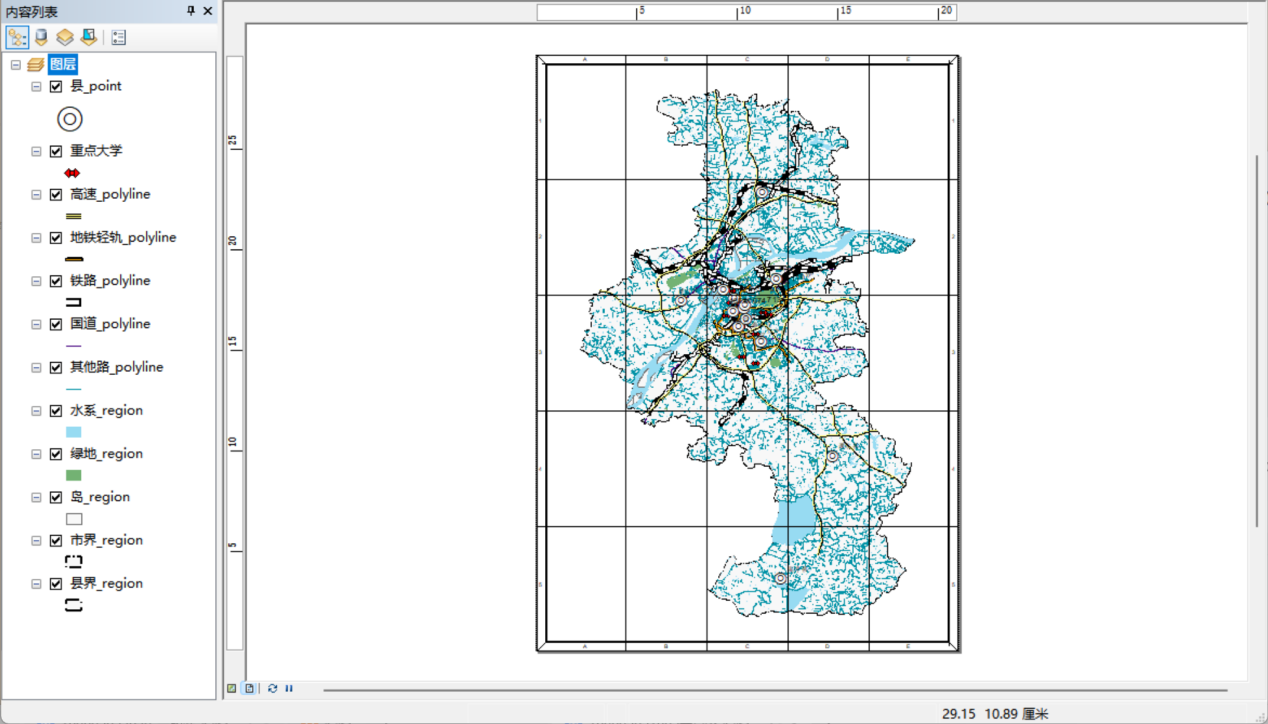 内容列表
图层
县_point
重点大学
高速_polyline
地铁轻轨_polyline
铁路_polyline
国道_polyline
其他路_polyline
水系_region
绿地_region
岛_region
市界_region
县界_region
5 10 15 20
25
20
15
10
5
A B C D E
1
2
3
4
5
A B C D E
29.15 10.89 厘米